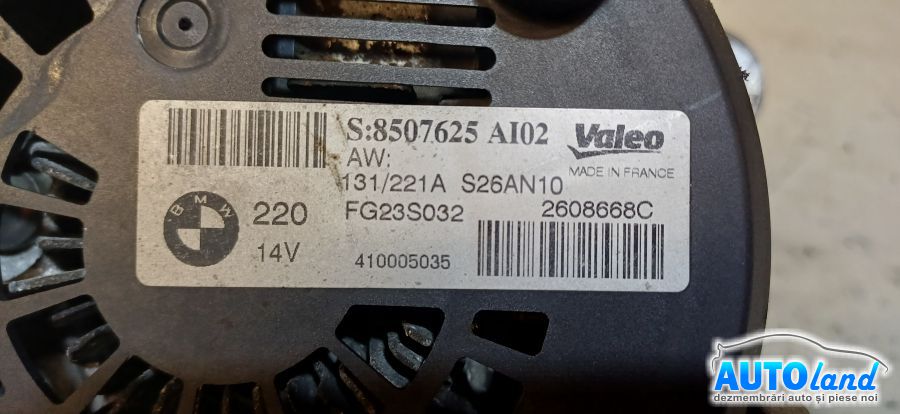 S:8507625 AI02
Valeo
AW:
MADE IN FRANCE
131/221A S26AN10
BMW
220
FG23S032
2608668C
14V
410005035
AUTOland
dezmembrări auto și piese noi